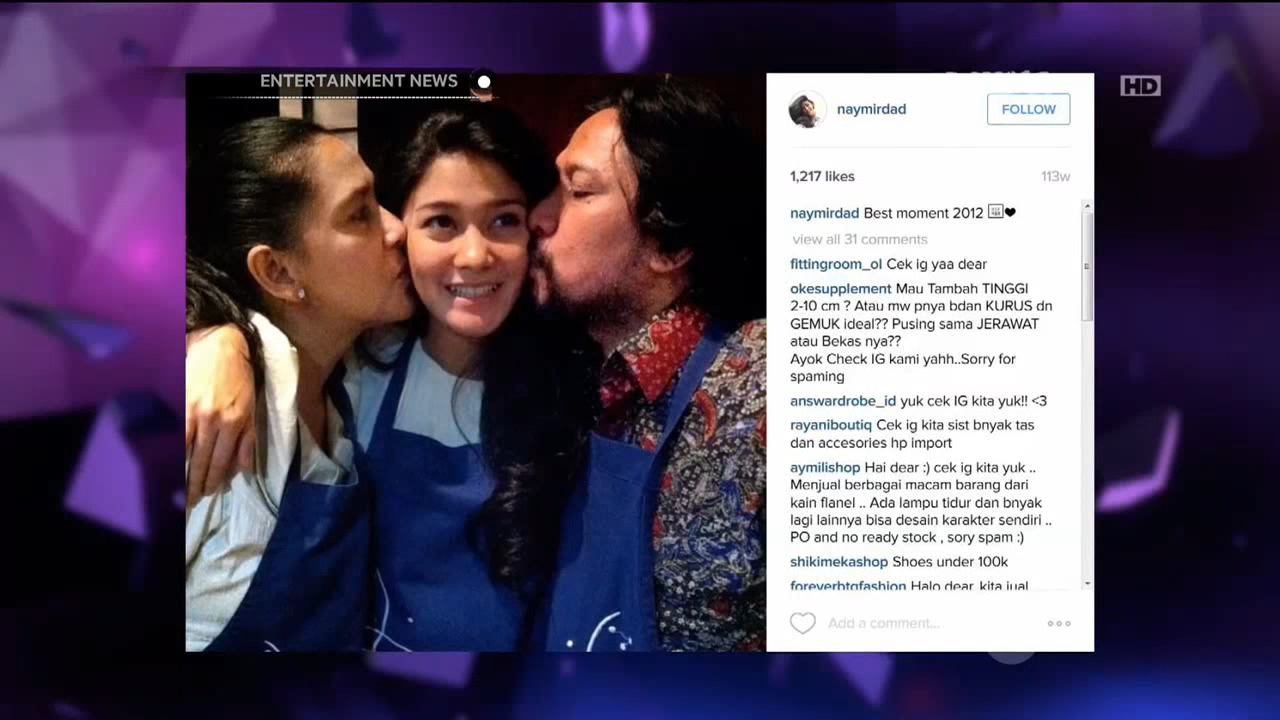 ENTERTAINMENT NEWS
HD
naymirdad
FOLLOW
1,217 likes
113w
naymirdad Best moment 2012
view all 31 comments
fittingroom_ol Cek ig yaa dear
okesupplement Mau Tambah TINGGI
2-10 cm ? Atau mw pnya bdan KURUS dn
GEMUK ideal?? Pusing sama JERAWAT
atau Bekas nya??
Ayok Check IG kami yahh..Sorry for
spaming
answardrobe_id yuk cek IG kita yuk!! <3
rayaniboutiq Cek ig kita sist bnyak tas
dan accesories hp import
aymilishop Hai dear :) cek ig kita yuk ..
Menjual berbagai macam barang dari
kain flanel .. Ada lampu tidur dan bnyak
lagi lainnya bisa desain karakter sendiri ..
PO and no ready stock , sory spam :)
shikimekashop Shoes under 100k
foreverbtqfashion Halo dear, kita jual
Add a comment...